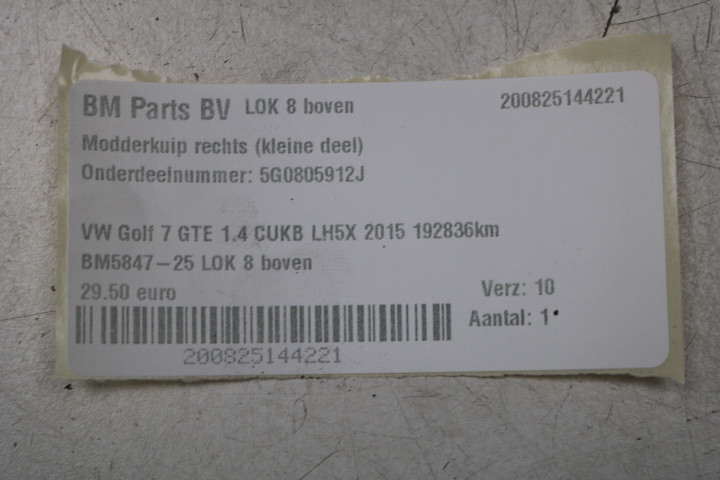 BM Parts BV LOK 8 boven 200825144221
Modderkuip rechts (kleine deel)
Onderdeelnummer: 5G0805912J
VW Golf 7 GTE 1.4 CUKB LH5X 2015 192836km
BM5847-25 LOK 8 boven
29.50 euro Verz: 10
Aantal: 1
200825144221